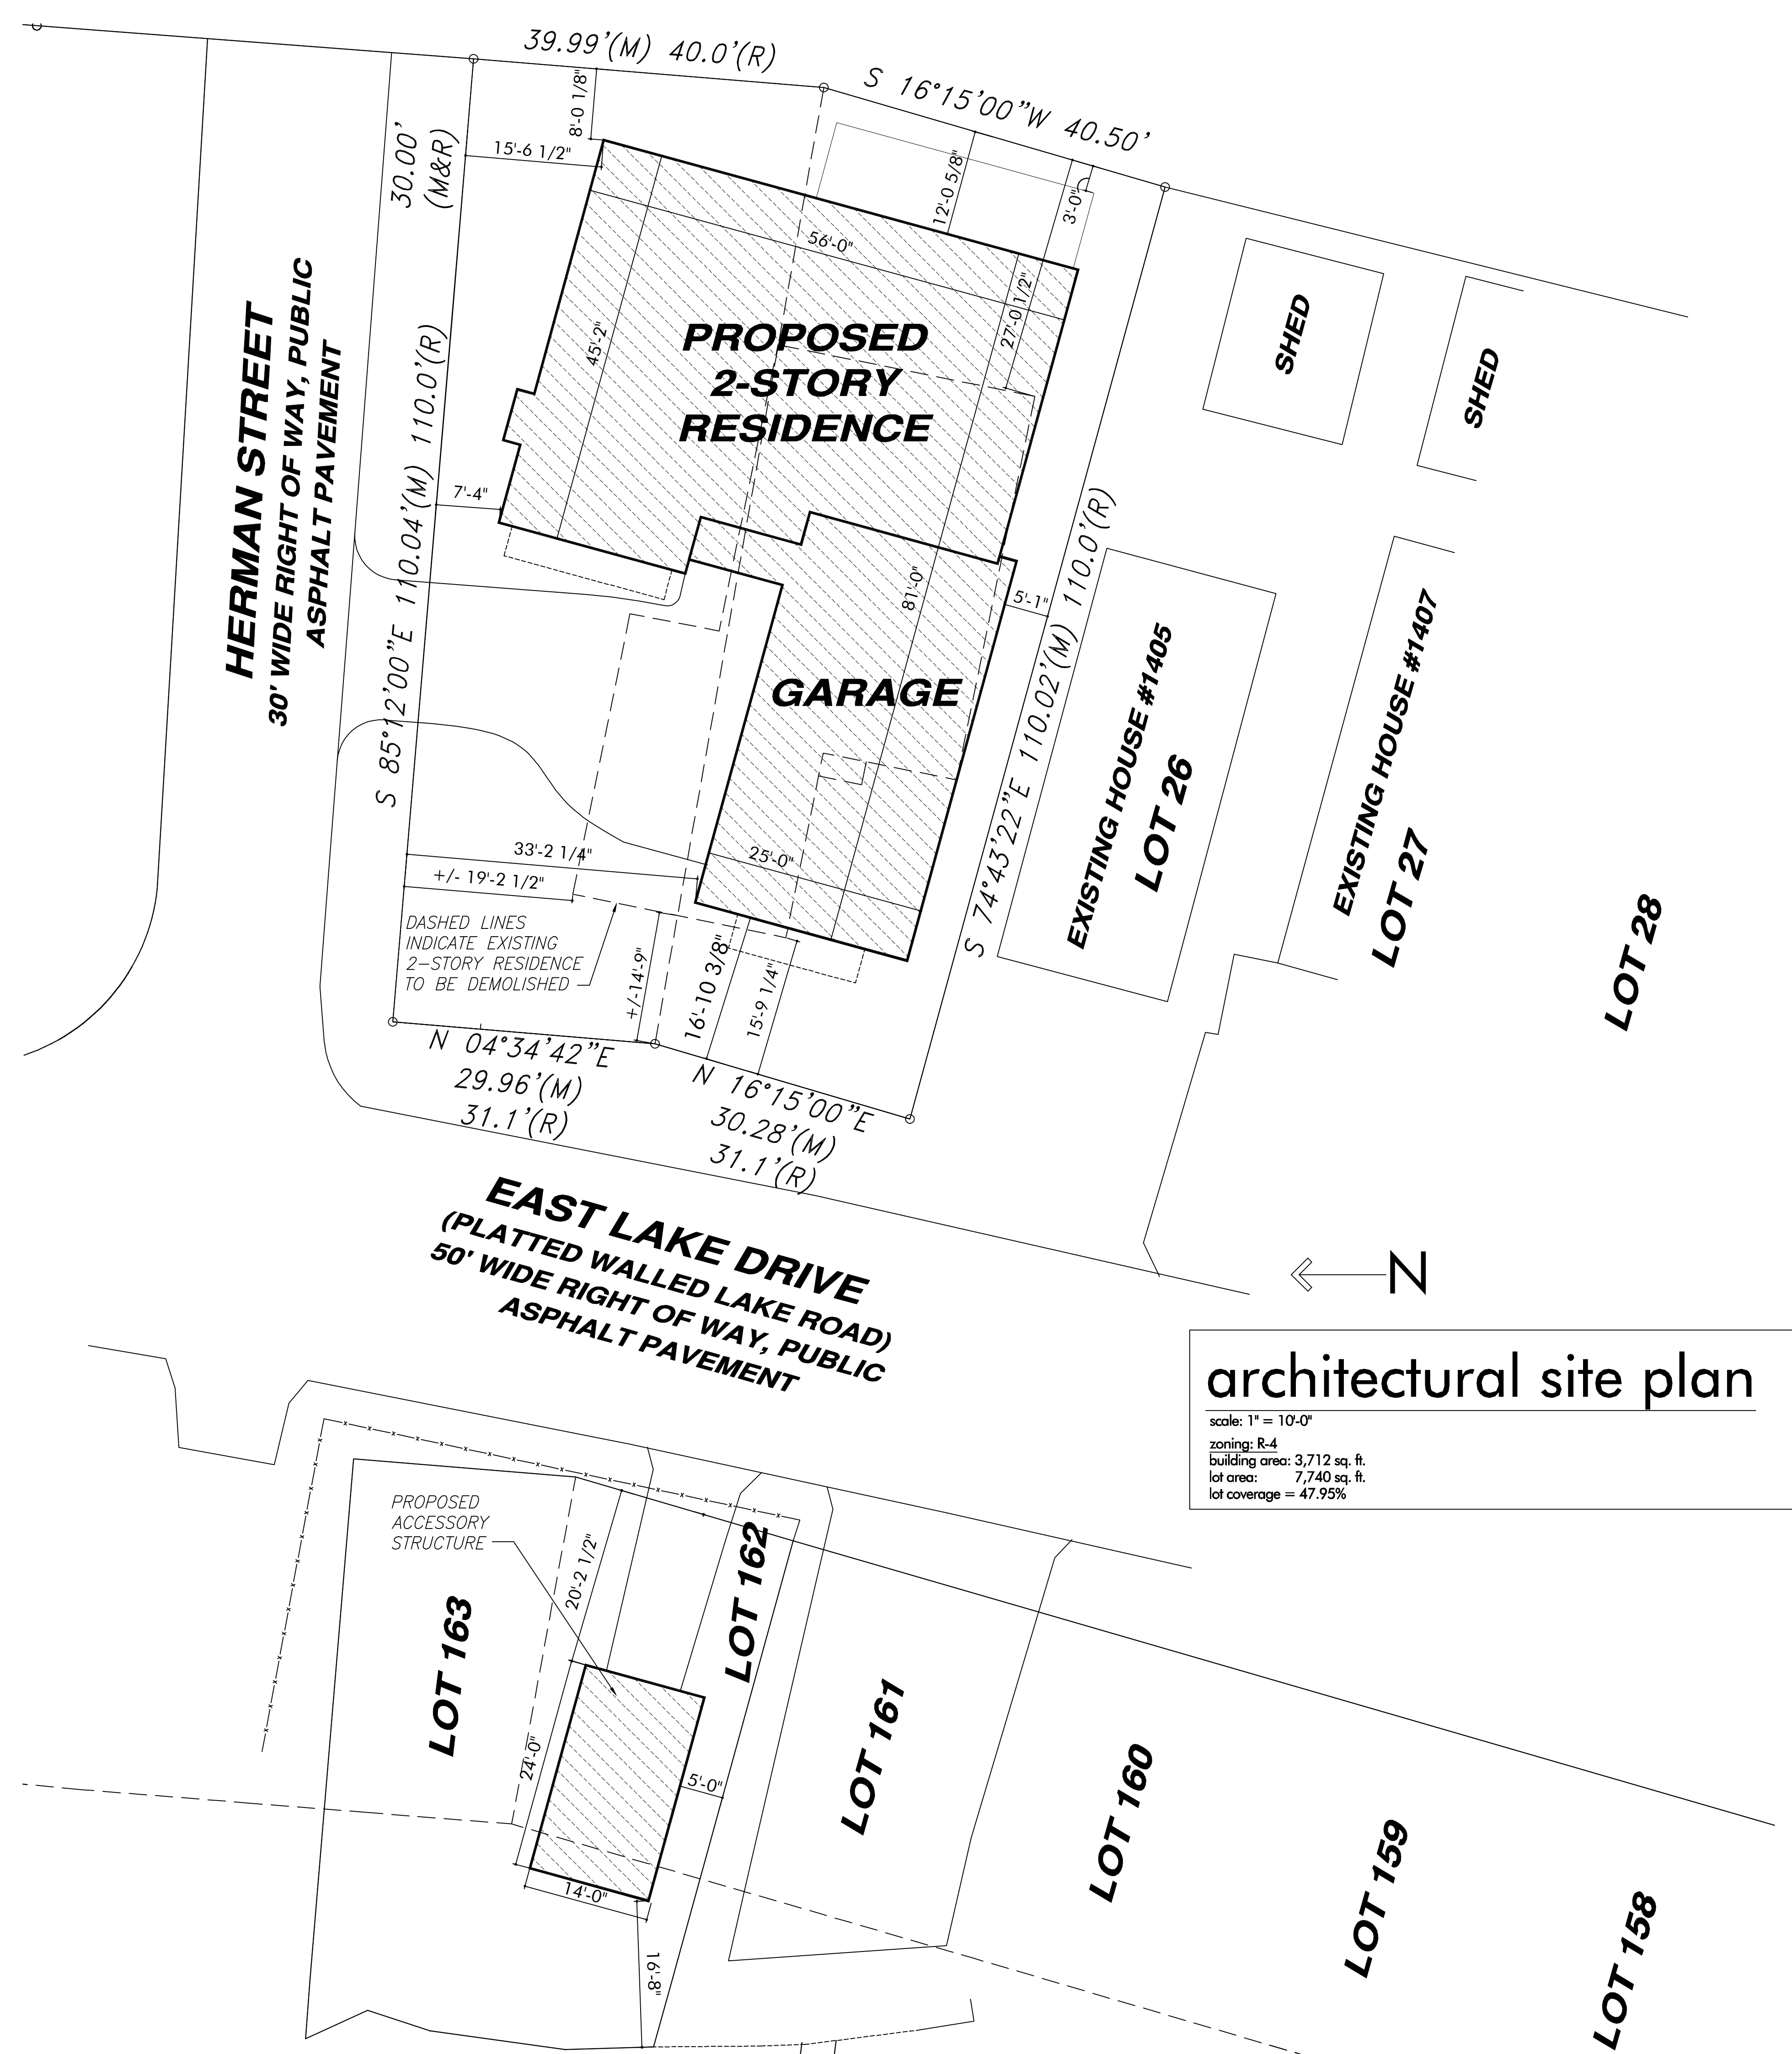 39.99'(M) 40.0'(R)
S 16°15'00"W 40.50'
8'-0 1/8"
30.00'
(M&R)
15'-6 1/2"
12'-0 5/8"
3'-0"
56'-0"
27'-0 1/2"
45'-2"
PROPOSED
2-STORY
RESIDENCE
SHED
SHED
HERMAN STREET
30' WIDE RIGHT OF WAY, PUBLIC
ASPHALT PAVEMENT
S 85°12'00"E 110.04'(M) 110.0'(R)
7'-4"
81'-0"
5'-1"
GARAGE
S 74°43'22"E 110.02'(M) 110.0'(R)
EXISTING HOUSE #1405
LOT 26
EXISTING HOUSE #1407
LOT 27
LOT 28
33'-2 1/4"
25'-0"
+/- 19'-2 1/2"
DASHED LINES
INDICATE EXISTING
2-STORY RESIDENCE
TO BE DEMOLISHED
+/-14'-9"
16'-10 3/8"
15'-9 1/4"
N 04°34'42"E
29.96'(M)
31.1'(R)
N 16°15'00"E
30.28'(M)
31.1'(R)
EAST LAKE DRIVE
(PLATTED WALLED LAKE ROAD)
50' WIDE RIGHT OF WAY, PUBLIC
ASPHALT PAVEMENT
N
architectural site plan
scale: 1" = 10'-0"
zoning: R-4
building area: 3,712 sq. ft.
lot area: 7,740 sq. ft.
lot coverage = 47.95%
PROPOSED
ACCESSORY
STRUCTURE
20'-2 1/2"
LOT 163
LOT 162
24'-0"
5'-0"
14'-0"
16'-8"
LOT 161
LOT 160
LOT 159
LOT 158